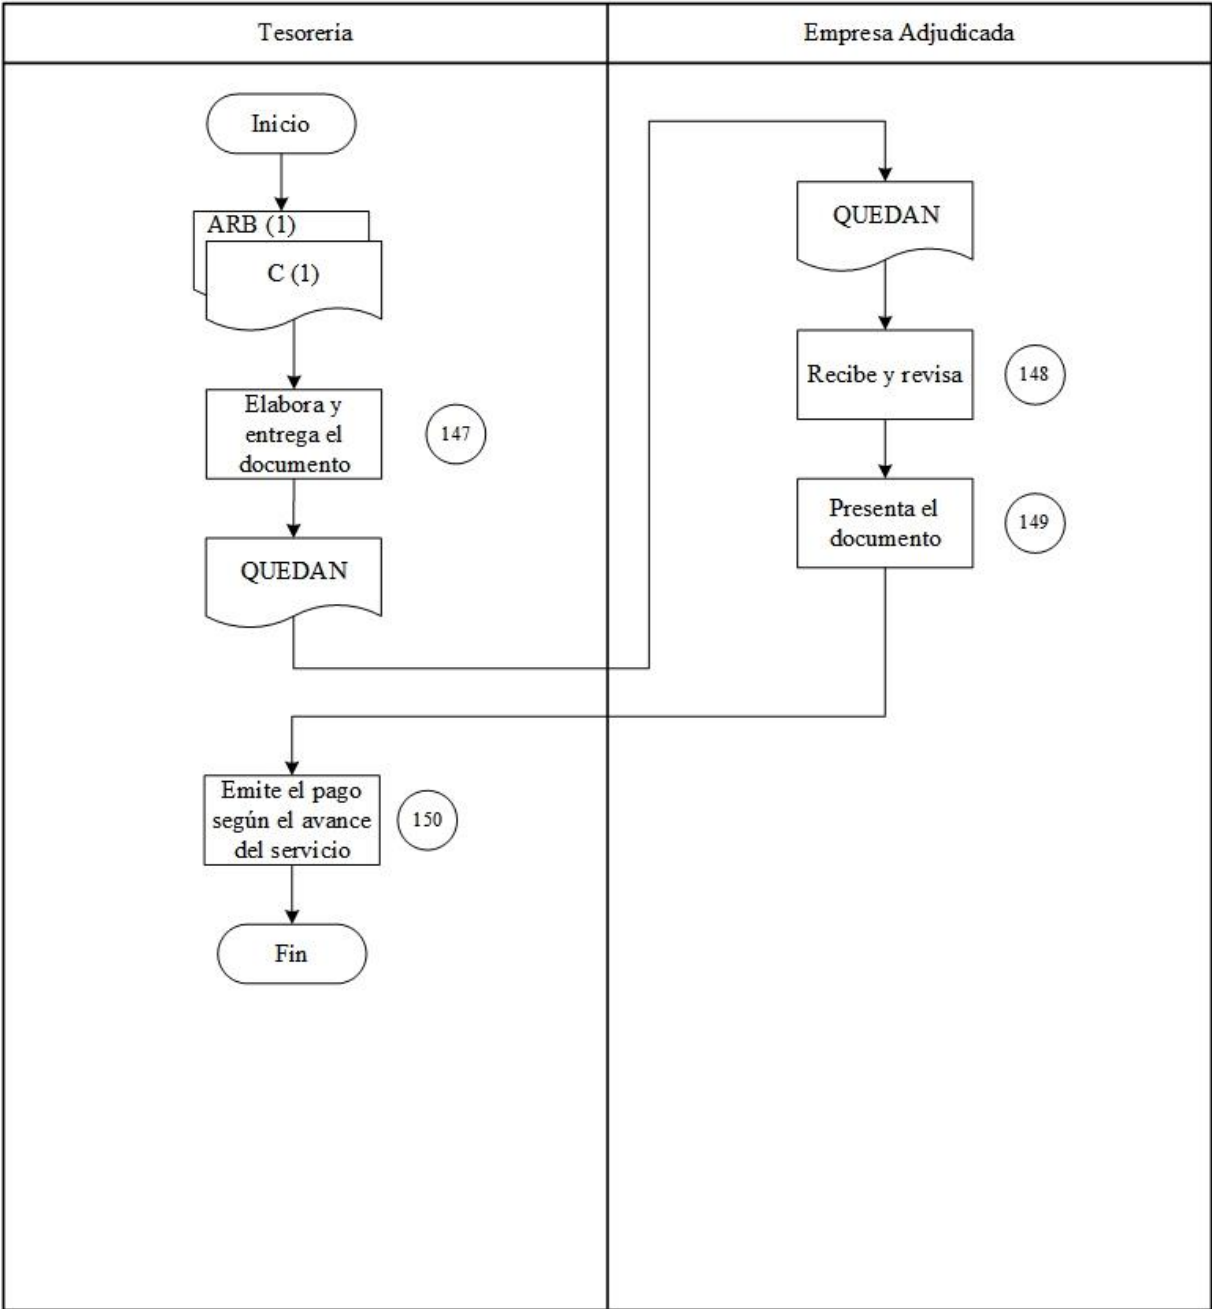 Tesorería
Empresa Adjudicada
Inicio
ARB (1)
C (1)
Elabora y
entrega el
documento
147
QUEDAN
QUEDAN
Recibe y revisa
148
Presenta el
documento
149
Emite el pago
según el avance
del servicio
150
Fin